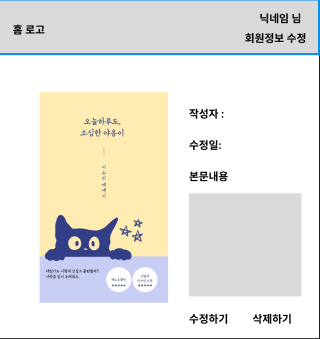 닉네임 님
홈 로고
회원정보 수정
오늘하루도,
소심한 야옹이
작성자 :
수정일:
본문내용
수정하기 삭제하기